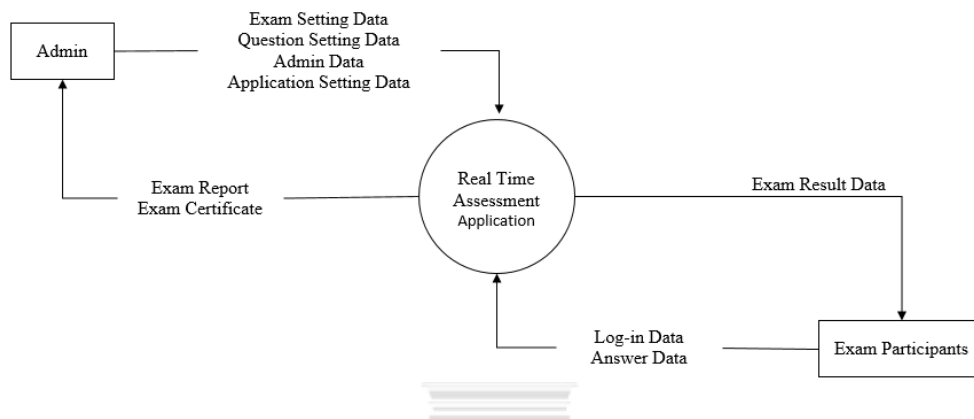 Exam Setting Data
Question Setting Data
Admin Data
Application Setting Data
Admin
Real Time
Assessment
Application
Exam Report
Exam Certificate
Exam Result Data
Log-in Data
Answer Data
Exam Participants